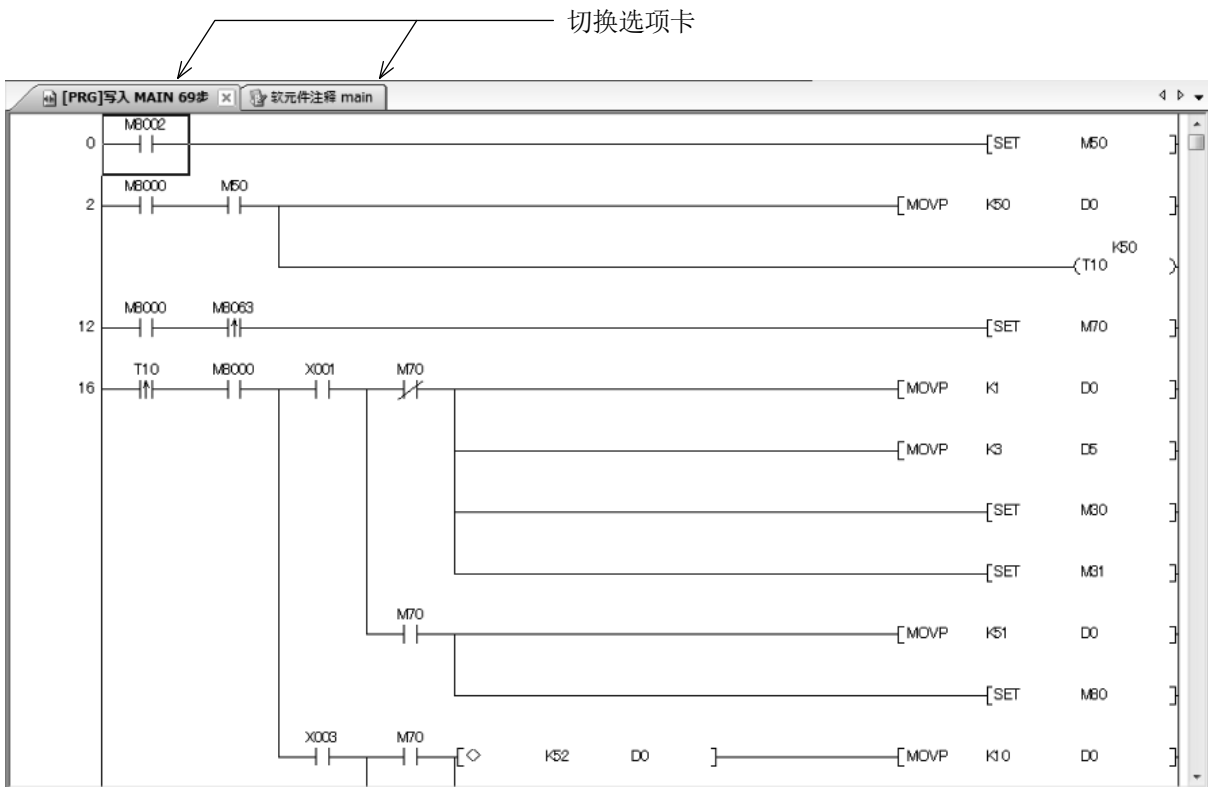 切换选项卡
[PRG]写入 MAIN 69步 软元件注释 main
M8002
0 SET M50
M8000 M50
2 MOVP K50 D0
K50
T10
M8000 M8063
12 SET M70
T10 M8000 X001 M70
16 MOVP K1 D0
MOVP K3 D5
SET M30
SET M31
M70
MOVP K51 D0
SET M80
X003 M70
<> K52 D0 MOVP K10 D0